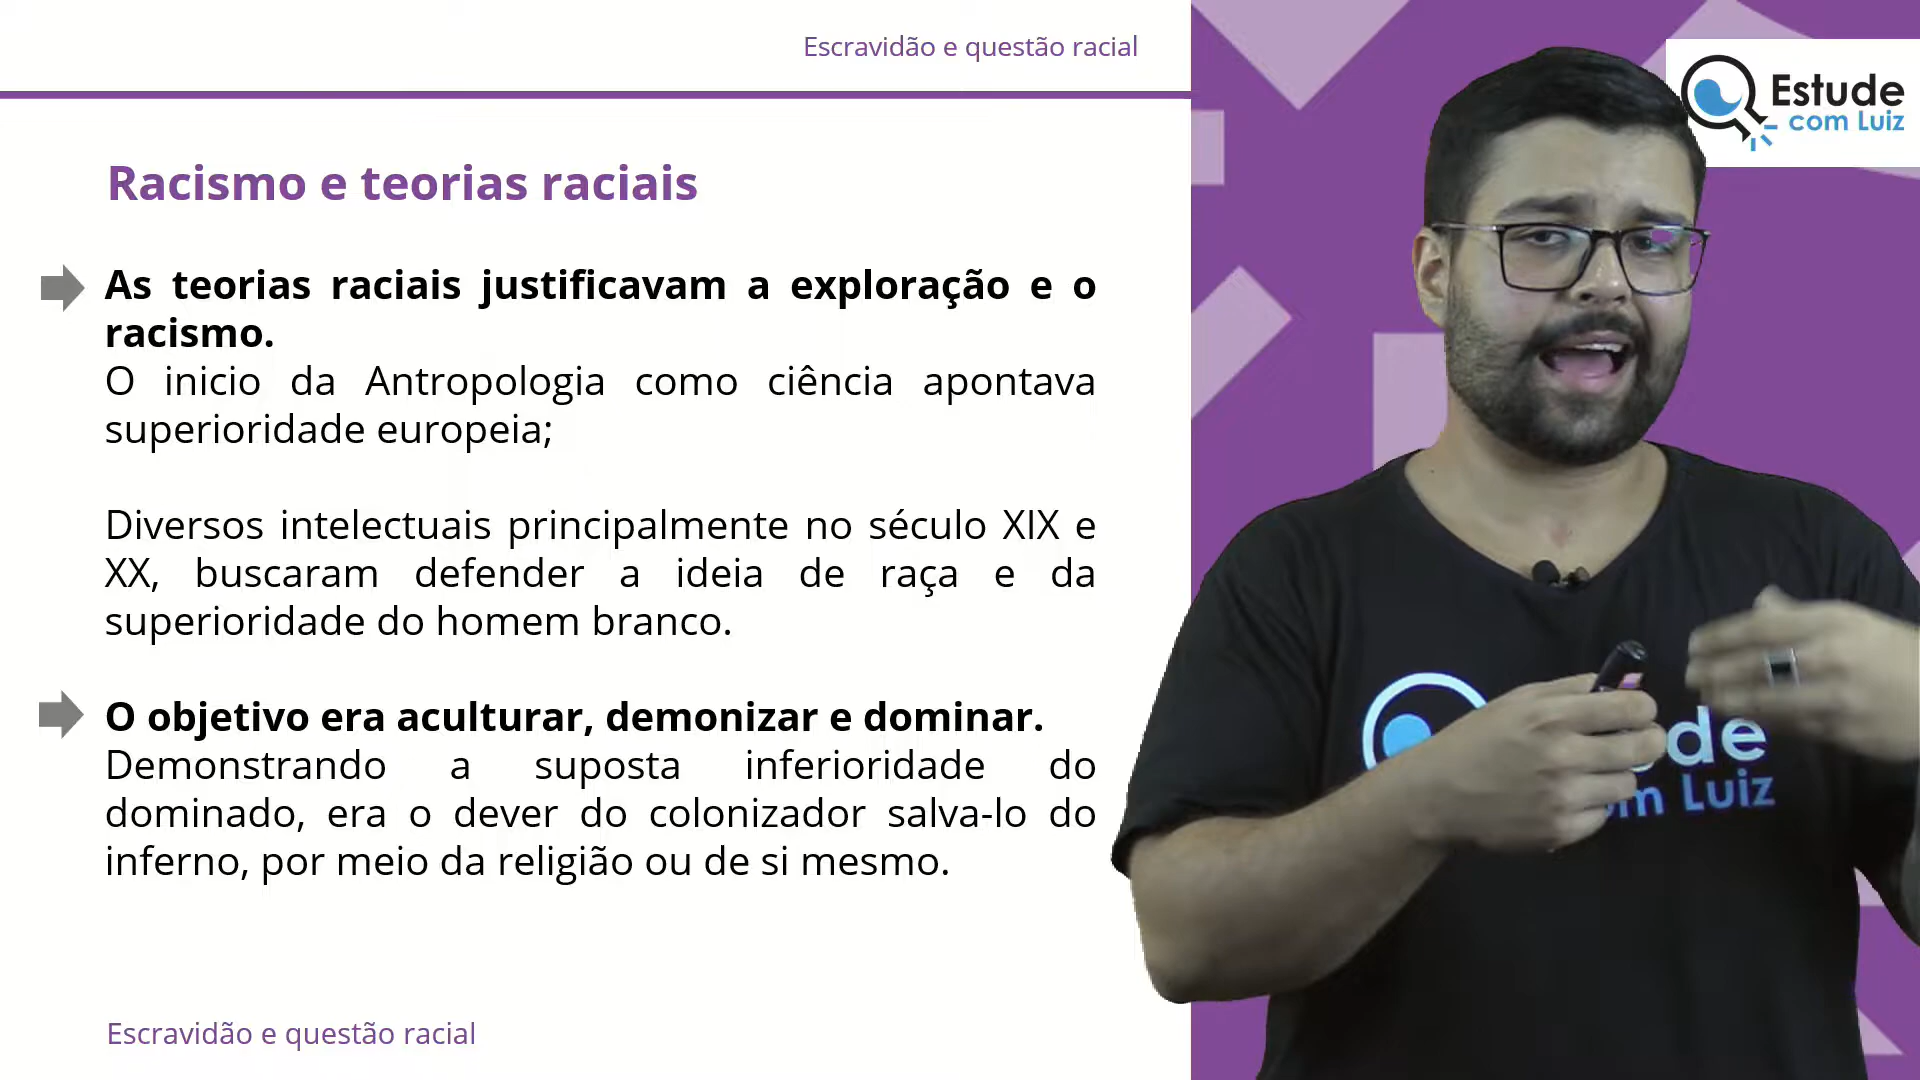 Escravidão e questão racial
Estude
com Luiz
Racismo e teorias raciais
As teorias raciais justificavam a exploração e o
racismo.
O inicio da Antropologia como ciência apontava
superioridade europeia;
Diversos intelectuais principalmente no século XIX e
XX, buscaram defender a ideia de raça e da
superioridade do homem branco.
O objetivo era aculturar, demonizar e dominar.
Demonstrando a suposta inferioridade do
dominado, era o dever do colonizador salva-lo do
inferno, por meio da religião ou de si mesmo.
de
om Luiz
Escravidão e questão racial